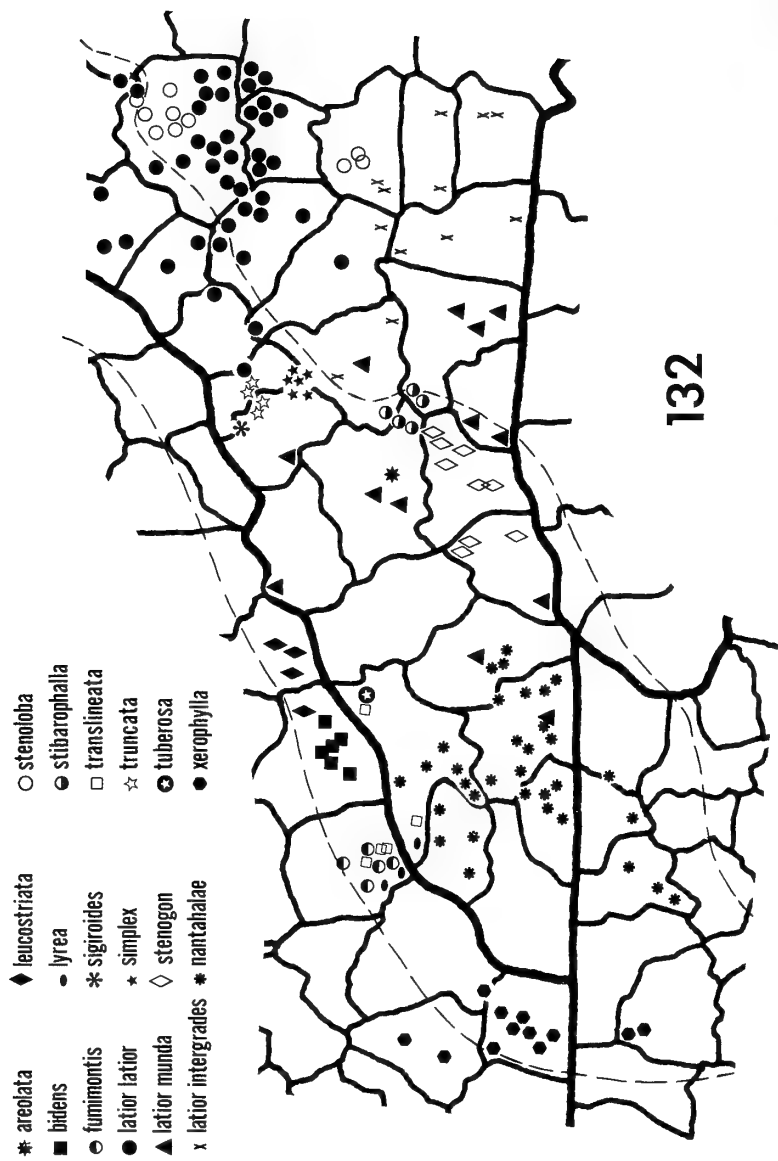 areolata
bidens
fumimontis
latior latior
latior munda
latior intergrades
leucostriata
lyrea
sigiroides
simplex
stenogon
nantahalae
stenoloba
stibarophalla
translineata
truncata
tuberosa
xerophylla
132